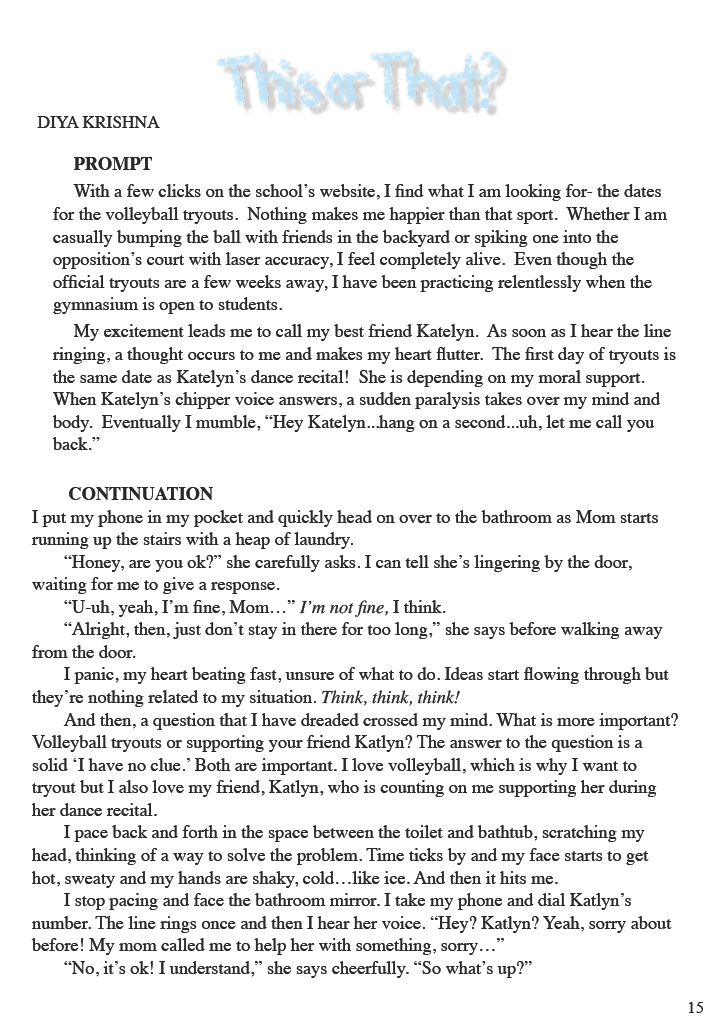 This or That?
DIYA KRISHNA
PROMPT
With a few clicks on the school’s website, I find what I am looking for- the dates
for the volleyball tryouts.  Nothing makes me happier than that sport.  Whether I am
casually bumping the ball with friends in the backyard or spiking one into the
opposition’s court with laser accuracy, I feel completely alive.  Even though the
official tryouts are a few weeks away, I have been practicing relentlessly when the
gymnasium is open to students.
My excitement leads me to call my best friend Katelyn.  As soon as I hear the line
ringing, a thought occurs to me and makes my heart flutter.  The first day of tryouts is
the same date as Katelyn’s dance recital!  She is depending on my moral support.
When Katelyn’s chipper voice answers, a sudden paralysis takes over my mind and
body.  Eventually I mumble, “Hey Katelyn...hang on a second...uh, let me call you
back.”
CONTINUATION
I put my phone in my pocket and quickly head on over to the bathroom as Mom starts
running up the stairs with a heap of laundry.
“Honey, are you ok?” she carefully asks. I can tell she’s lingering by the door,
waiting for me to give a response.
“U-uh, yeah, I’m fine, Mom…” I’m not fine, I think.
“Alright, then, just don’t stay in there for too long,” she says before walking away
from the door.
I panic, my heart beating fast, unsure of what to do. Ideas start flowing through but
they’re nothing related to my situation. Think, think, think!
And then, a question that I have dreaded crossed my mind. What is more important?
Volleyball tryouts or supporting your friend Katlyn? The answer to the question is a
solid ‘I have no clue.’ Both are important. I love volleyball, which is why I want to
tryout but I also love my friend, Katlyn, who is counting on me supporting her during
her dance recital.
I pace back and forth in the space between the toilet and bathtub, scratching my
head, thinking of a way to solve the problem. Time ticks by and my face starts to get
hot, sweaty and my hands are shaky, cold…like ice. And then it hits me.
I stop pacing and face the bathroom mirror. I take my phone and dial Katlyn’s
number. The line rings once and then I hear her voice. “Hey? Katlyn? Yeah, sorry about
before! My mom called me to help her with something, sorry…”
“No, it’s ok! I understand,” she says cheerfully. “So what’s up?”
15